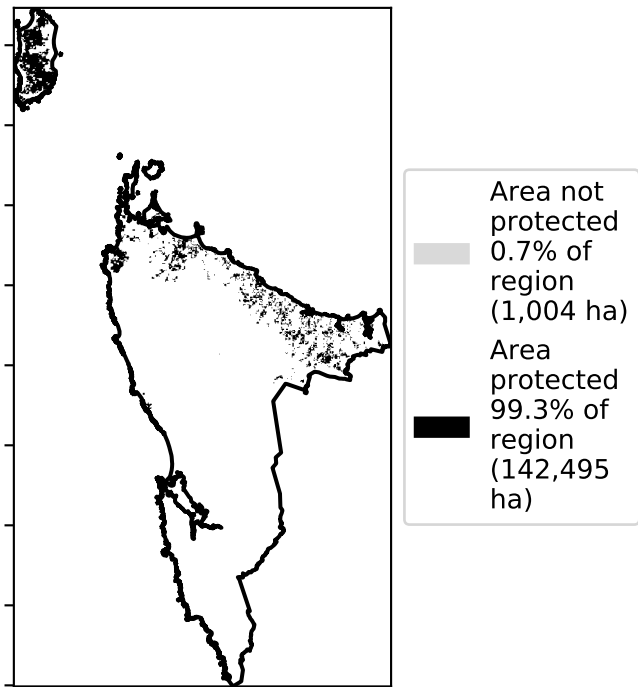 Area not
protected
0.7% of
region
(1,004 ha)
Area
protected
99.3% of
region
(142,495
ha)